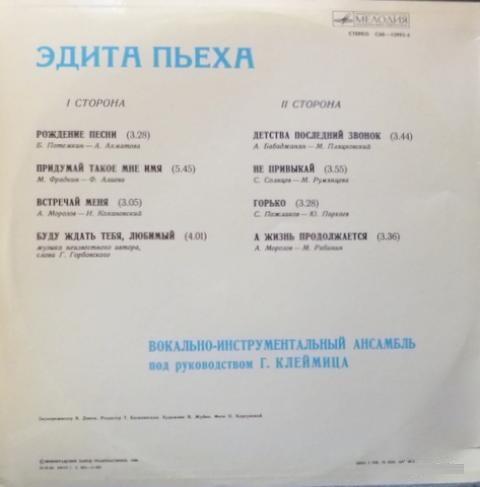 МЕЛОДИЯ
СТЕРЕО
ЭДИТА ПЬЕХА
I СТОРОНА
РОЖДЕНИЕ ПЕСНИ (3.28)
Б. Потемкин — А. Ахматова
ПРИДУМАЙ ТАКОЕ МНЕ ИМЯ (5.45)
М. Фрадкин — Ф. Алиева
ВСТРЕЧАЙ МЕНЯ (3.05)
А. Морозов — Н.
БУДУ ЖДАТЬ ТЕБЯ, ЛЮБИМЫЙ (4.01)
музыка неизвестного автора,
слова Г. Горбовского
II СТОРОНА
ДЕТСТВА ПОСЛЕДНИЙ ЗВОНОК (3.44)
А. Бабаджанян — М. Пляцковский
НЕ ПРИВЫКАЙ (3.55)
С. — М. Румянцева
ГОРЬКО (3.28)
С. Пожлаков — Ю.
А ЖИЗНЬ ПРОДОЛЖАЕТСЯ (3.36)
А. Морозов — М. Рябинин
ВОКАЛЬНО-ИНСТРУМЕНТАЛЬНЫЙ АНСАМБЛЬ
под руководством Г. КЛЕЙМИЦА